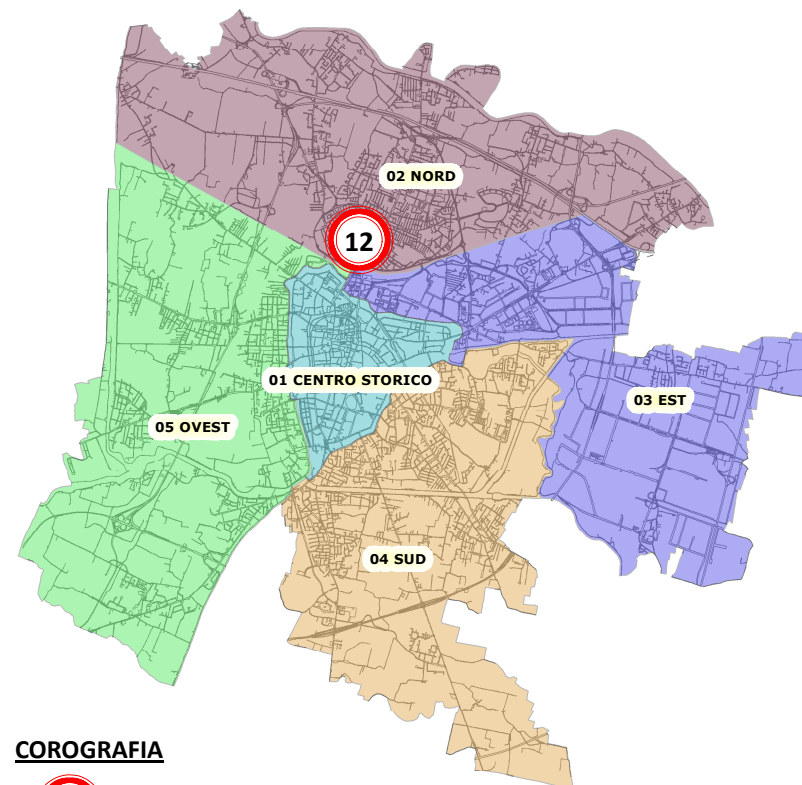 02 NORD
12
01 CENTRO STORICO
03 EST
05 OVEST
04 SUD
COROGRAFIA